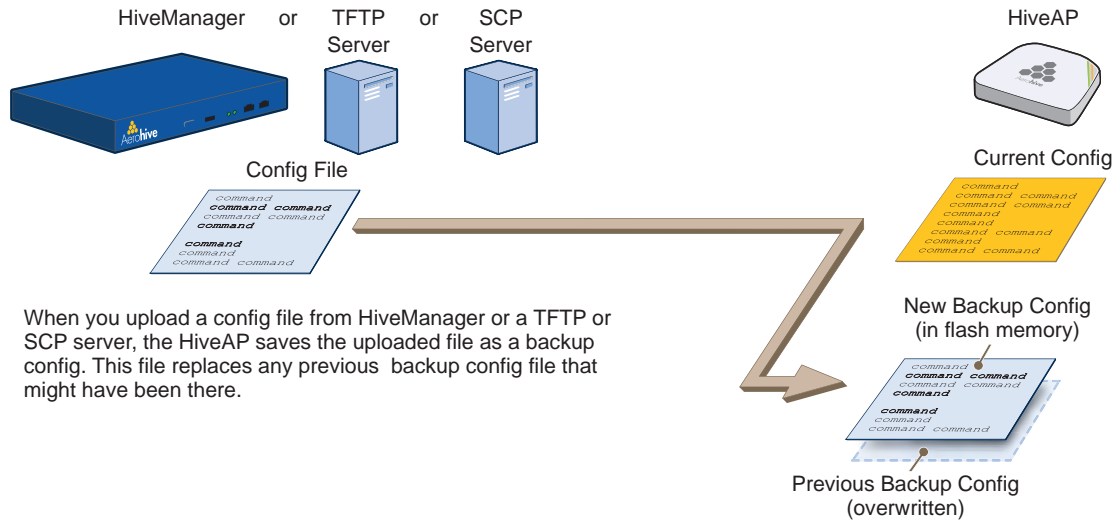 HiveManager or TFTP Server or SCP Server
HiveAP
Aerohive
Aerohive
Config File
command
command command
command command
command
command
command
command command
Current Config
command
command command
command command
command
command
command command
command
command command
When you upload a config file from HiveManager or a TFTP or
SCP server, the HiveAP saves the uploaded file as a backup
config. This file replaces any previous backup config file that
might have been there.
New Backup Config
(in flash memory)
command
command command
command command
command
command
command
command command
Previous Backup Config
(overwritten)